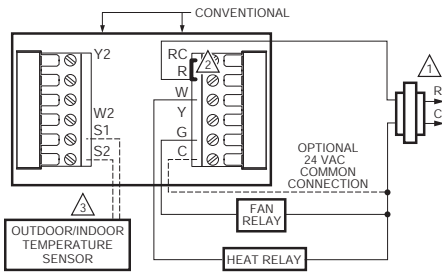 CONVENTIONAL
Y2
W2
S1
S2
RC
R
W
Y
G
C
2
1
R
C
OPTIONAL
24 VAC
COMMON
CONNECTION
3
OUTDOOR/INDOOR
TEMPERATURE
SENSOR
FAN
RELAY
HEAT RELAY